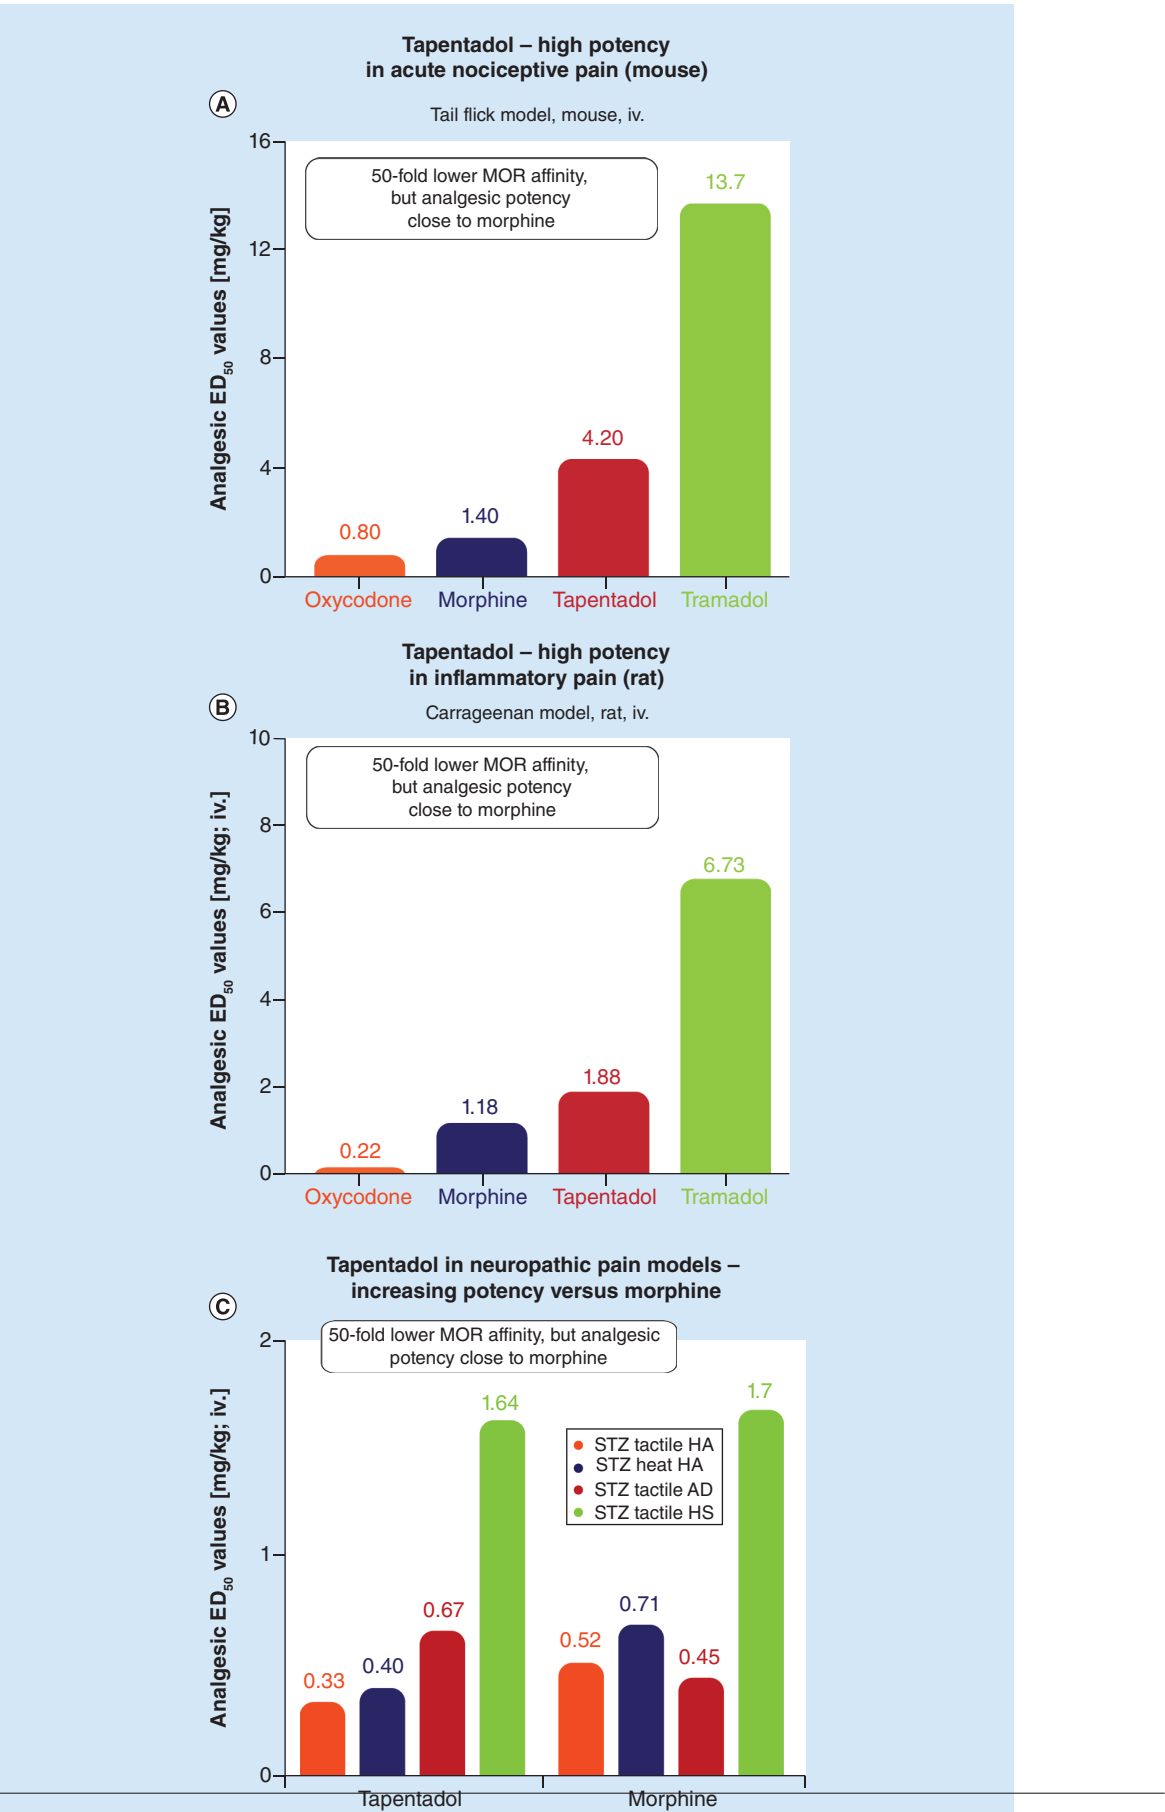 Tapentadol – high potency
in acute nociceptive pain (mouse)
A
Tail flick model, mouse, iv.
50-fold lower MOR affinity,
but analgesic potency
close to morphine
Analgesic ED50 values [mg/kg]
16
12
8
4
0
0.80
1.40
4.20
13.7
Oxycodone
Morphine
Tapentadol
Tramadol
Tapentadol – high potency
in inflammatory pain (rat)
B
Carrageenan model, rat, iv.
50-fold lower MOR affinity,
but analgesic potency
close to morphine
Analgesic ED50 values [mg/kg; iv.]
10
8
6
4
2
0
0.22
1.18
1.88
6.73
Oxycodone
Morphine
Tapentadol
Tramadol
Tapentadol in neuropathic pain models –
increasing potency versus morphine
C
50-fold lower MOR affinity, but analgesic
potency close to morphine
Analgesic ED50 values [mg/kg; iv.]
2
1
0
STZ tactile HA
STZ heat HA
STZ tactile AD
STZ tactile HS
0.33
0.40
0.67
1.64
0.52
0.71
0.45
1.7
Tapentadol
Morphine